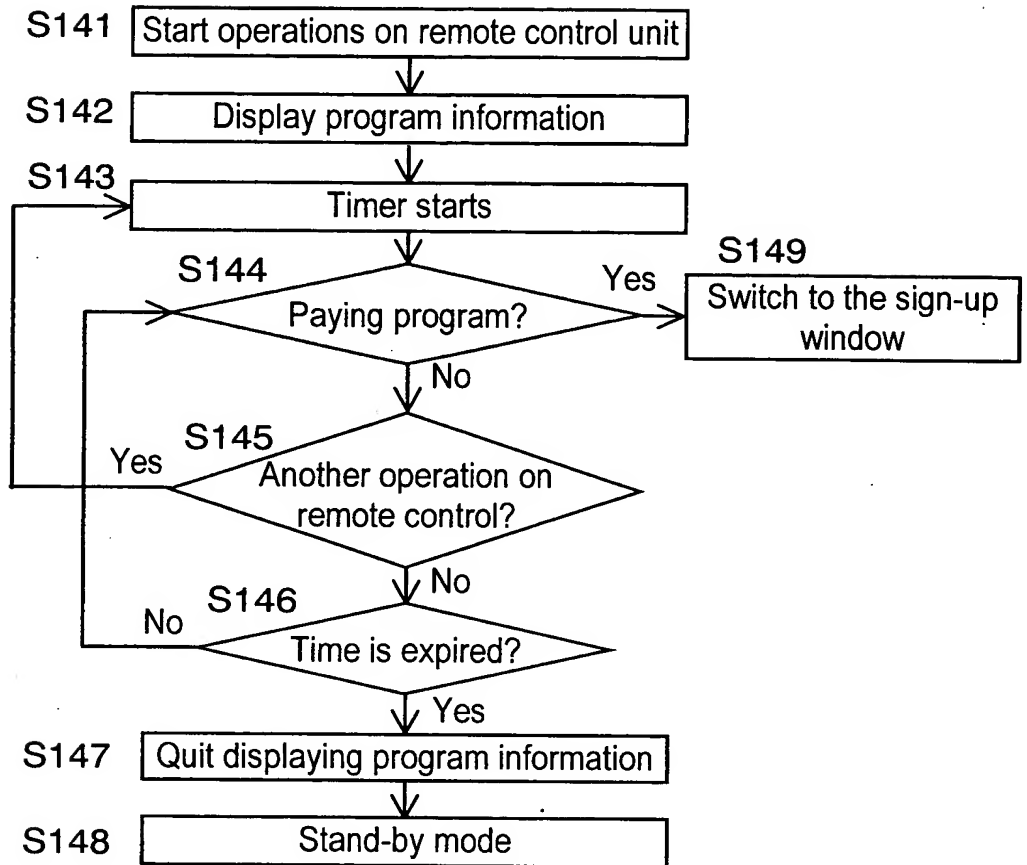 S141
Start operations on remote control unit
S142
Display program information
S143
Timer starts
S144
Paying program?
Yes
S149
Switch to the sign-up
window
No
S145
Yes
Another operation on
remote control?
No
S146
No
Time is expired?
Yes
S147
Quit displaying program information
S148
Stand-by mode